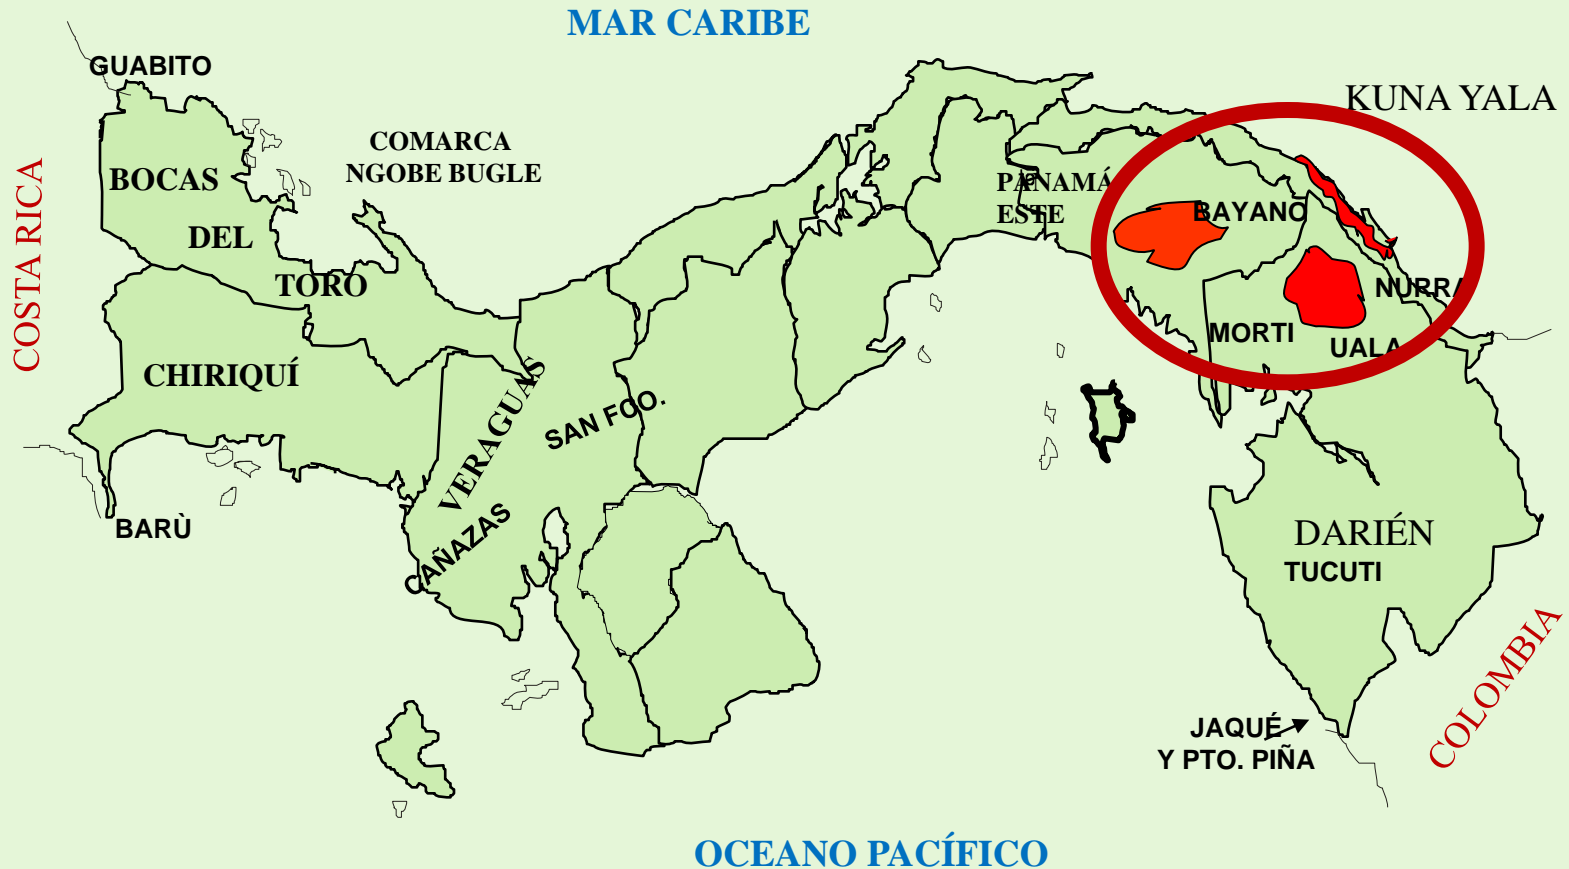 MAR CARIBE
GUABITO
KUNA YALA
COMARCA
NGOBE BUGLE
COSTA RICA
BOCAS
DEL
TORO
PANAMÁ
ESTE
BAYANO
NURRA
MORTI
UALA
CHIRIQUÍ
VERAGUAS
SAN FCO.
CAÑAZAS
BARÙ
DARIÉN
TUCUTI
COLOMBIA
JAQUÉ
Y PTO. PIÑA
OCEANO PACÍFICO